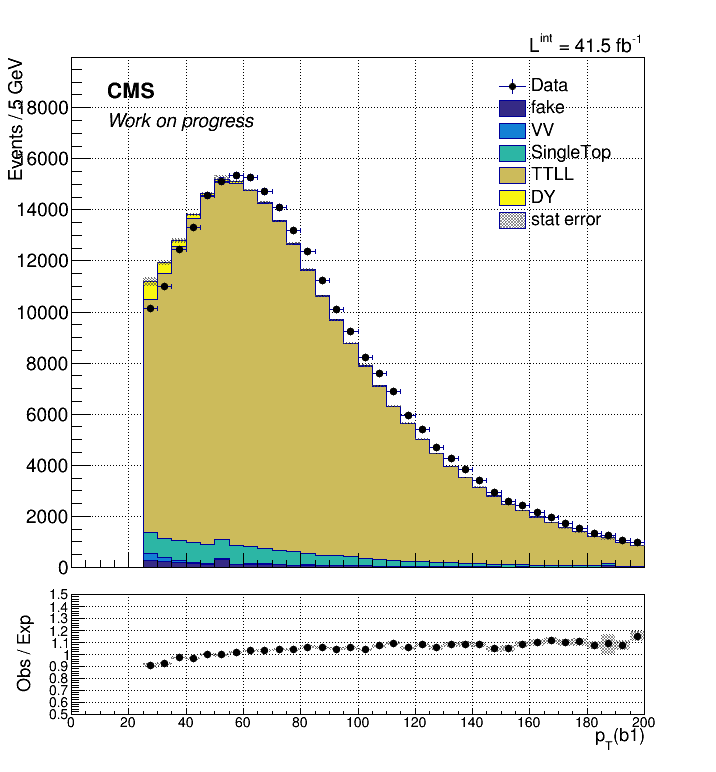 L^int = 41.5 fb^-1
Events / 5 GeV
CMS
Work on progress
Data
fake
VV
SingleTop
TTLL
DY
stat error
18000
16000
14000
12000
10000
8000
6000
4000
2000
0
Obs / Exp
1.5
1.4
1.3
1.2
1.1
1
0.9
0.8
0.7
0.6
0.5
0 20 40 60 80 100 120 140 160 180 200
p_T(b1)